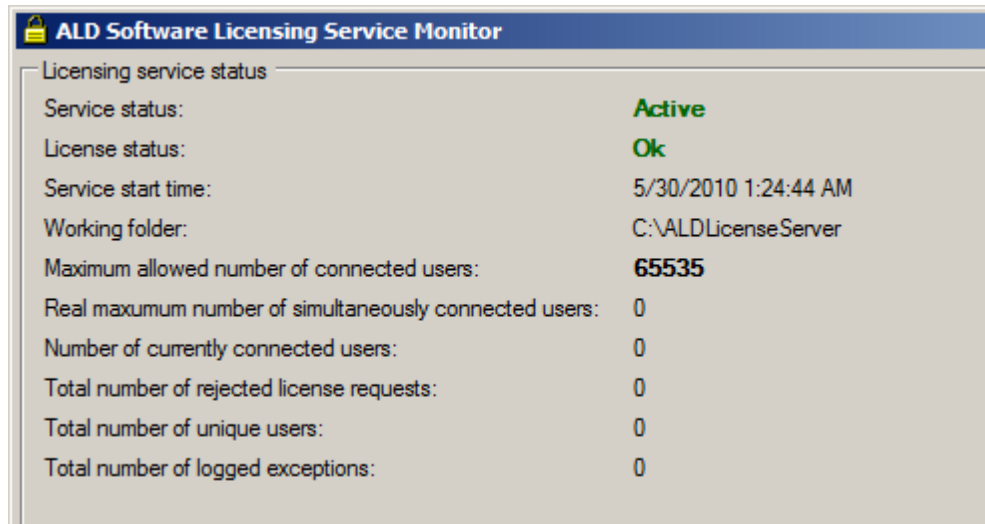 ALD Software Licensing Service Monitor
Licensing service status
Service status: Active
License status: Ok
Service start time: 5/30/2010 1:24:44 AM
Working folder: C:\ALDLicenseServer
Maximum allowed number of connected users: 65535
Real maxumum number of simultaneously connected users: 0
Number of currently connected users: 0
Total number of rejected license requests: 0
Total number of unique users: 0
Total number of logged exceptions: 0